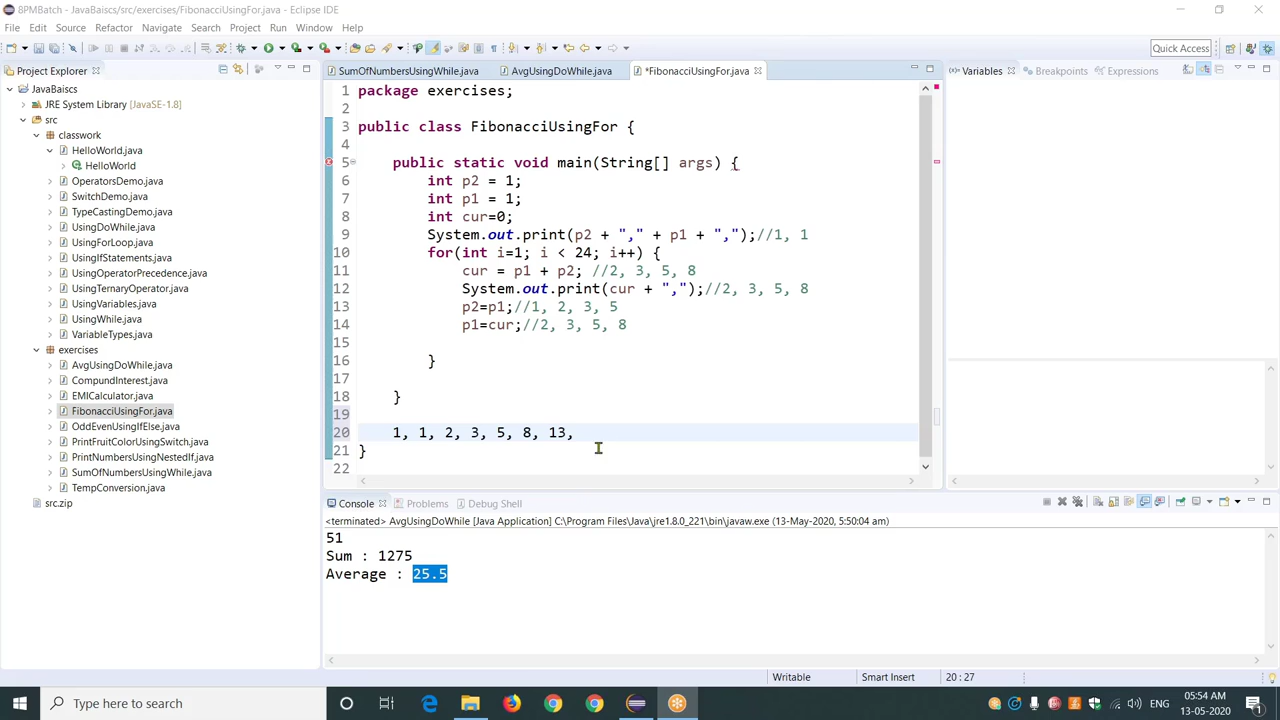 8PMBatch - JavaBaiscs/src/exercises/FibonacciUsingFor.java - Eclipse IDE
File Edit Source Refactor Navigate Search Project Run Window Help
Quick Access
Project Explorer
SumOfNumbersUsingWhile.java
AvgUsingDoWhile.java
*FibonacciUsingFor.java
Variables
Breakpoints
Expressions
JavaBaiscs
JRE System Library [JavaSE-1.8]
src
classwork
HelloWorld.java
HelloWorld
OperatorsDemo.java
SwitchDemo.java
TypeCastingDemo.java
UsingDoWhile.java
UsingForLoop.java
UsingIfStatements.java
UsingOperatorPrecedence.java
UsingTernaryOperator.java
UsingVariables.java
UsingWhile.java
VariableTypes.java
exercises
AvgUsingDoWhile.java
CompundInterest.java
EMICalculator.java
FibonacciUsingFor.java
OddEvenUsingIfElse.java
PrintFruitColorUsingSwitch.java
PrintNumbersUsingNestedIf.java
SumOfNumbersUsingWhile.java
TempConversion.java
src.zip
1 package exercises;
2
3 public class FibonacciUsingFor {
4
5 public static void main(String[] args) {
6 int p2 = 1;
7 int p1 = 1;
8 int cur=0;
9 System.out.print(p2 + "," + p1 + ",");//1, 1
10 for(int i=1; i < 24; i++) {
11 cur = p1 + p2; //2, 3, 5, 8
12 System.out.print(cur + ",");//2, 3, 5, 8
13 p2=p1;//1, 2, 3, 5
14 p1=cur;//2, 3, 5, 8
15
16 }
17
18 }
19
20 1, 1, 2, 3, 5, 8, 13,
21 }
22
Console
Problems
Debug Shell
<terminated> AvgUsingDoWhile [Java Application] C:\Program Files\Java\jre1.8.0_221\bin\javaw.exe (13-May-2020, 5:50:04 am)
51
Sum : 1275
Average : 25.5
Writable
Smart Insert
20 : 27
Type here to search
ENG
05:54 AM
13-05-2020
1